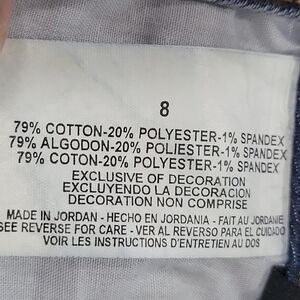 8
79% COTTON-20% POLYESTER-1% SPANDEX
79% ALGODON-20% POLIESTER-1% SPANDEX
79% COTON-20% POLYESTER-1% SPANDEX
EXCLUSIVE OF DECORATION
EXCLUYENDO LA DECORACION
DECORATION NON COMPRISE
MADE IN JORDAN - HECHO EN JORDANIA - FAIT AU JORDANIE
SEE REVERSE FOR CARE - VER AL REVERSO PARA EL CUIDADO
VOIR LES INSTRUCTIONS D'ENTRETIEN AU DOS